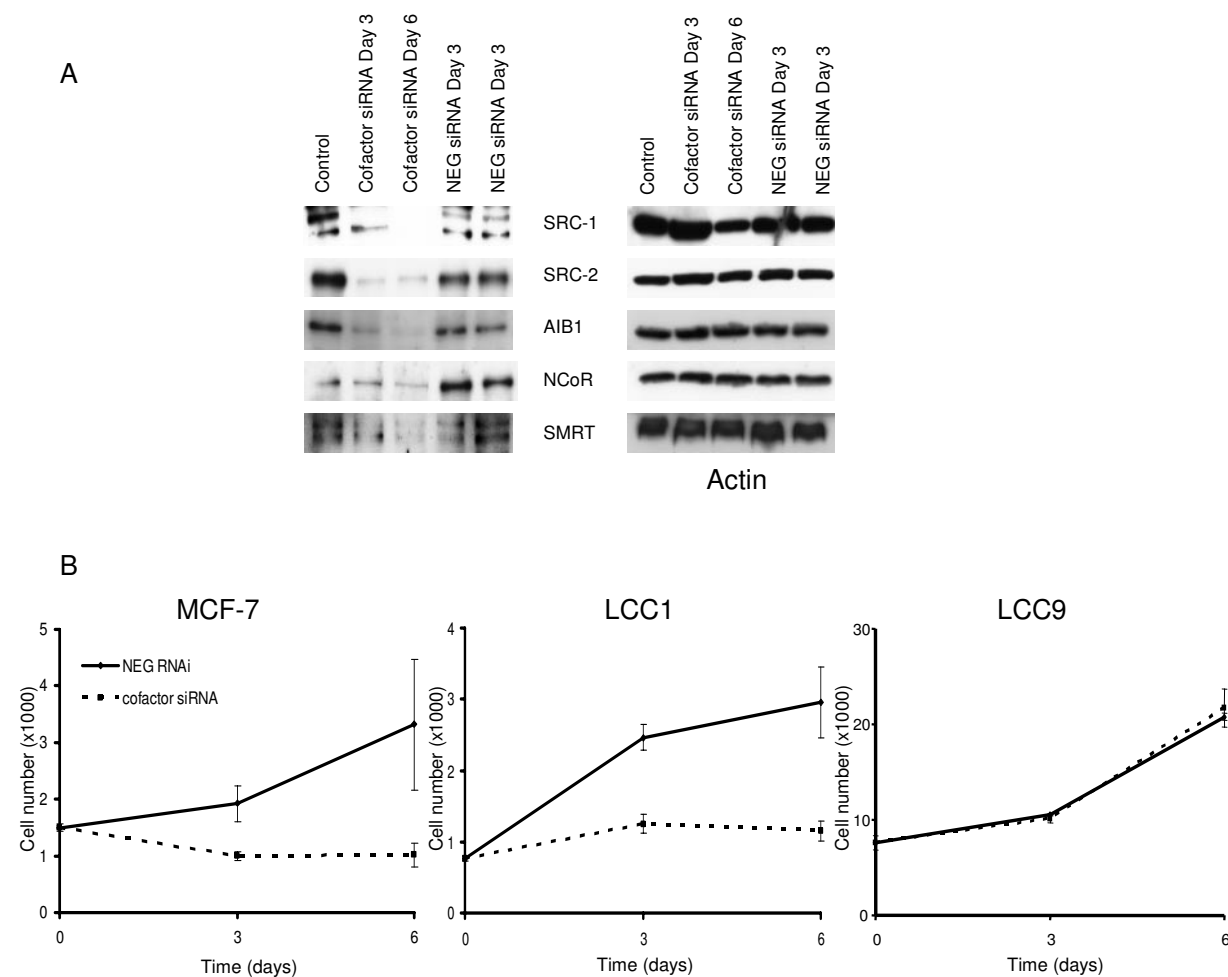 A
Control
Cofactor siRNA Day 3
Cofactor siRNA Day 6
NEG siRNA Day 3
NEG siRNA Day 3
Control
Cofactor siRNA Day 3
Cofactor siRNA Day 6
NEG siRNA Day 3
NEG siRNA Day 3
SRC-1
SRC-2
AIB1
NCoR
SMRT
Actin
B
MCF-7
5
4
3
2
1
0
Cell number (x1000)
NEG RNAi
cofactor siRNA
0 3 6
Time (days)
LCC1
4
3
2
1
0
Cell number (x1000)
0 3 6
Time (days)
LCC9
30
20
10
0
Cell number (x1000)
0 3 6
Time (days)